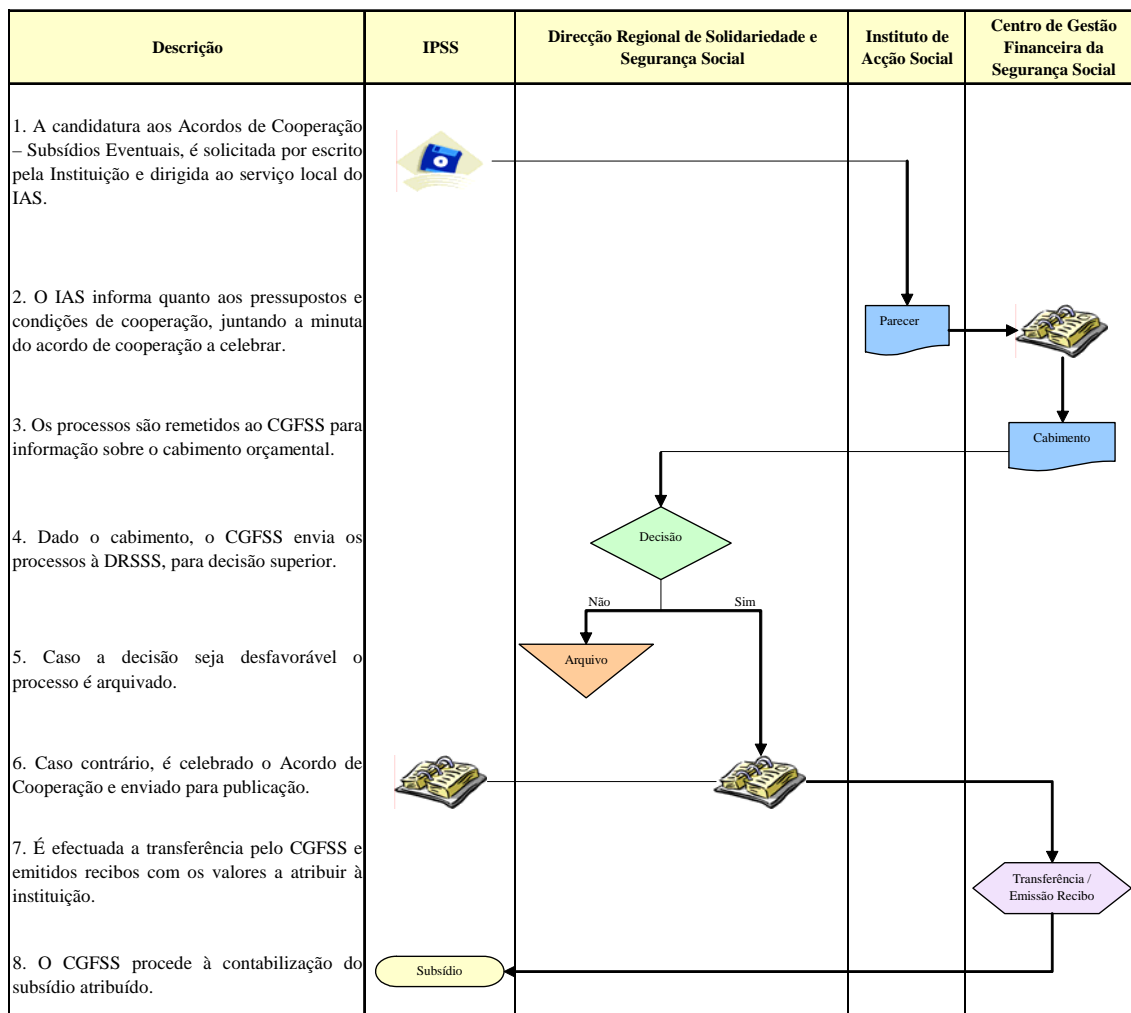 Descrição
IPSS
Direcção Regional de Solidariedade e
Segurança Social
Instituto de
Acção Social
Centro de Gestão
Financeira da
Segurança Social
1. A candidatura aos Acordos de Cooperação
– Subsídios Eventuais, é solicitada por escrito
pela Instituição e dirigida ao serviço local do
IAS.
2. O IAS informa quanto aos pressupostos e
condições de cooperação, juntando a minuta
do acordo de cooperação a celebrar.
Parecer
3. Os processos são remetidos ao CGFSS para
informação sobre o cabimento orçamental.
Cabimento
4. Dado o cabimento, o CGFSS envia os
processos à DRSSS, para decisão superior.
Decisão
Não
Sim
5. Caso a decisão seja desfavorável o
processo é arquivado.
Arquivo
6. Caso contrário, é celebrado o Acordo de
Cooperação e enviado para publicação.
7. É efectuada a transferência pelo CGFSS e
emitidos recibos com os valores a atribuir à
instituição.
Transferência /
Emissão Recibo
8. O CGFSS procede à contabilização do
subsídio atribuído.
Subsídio